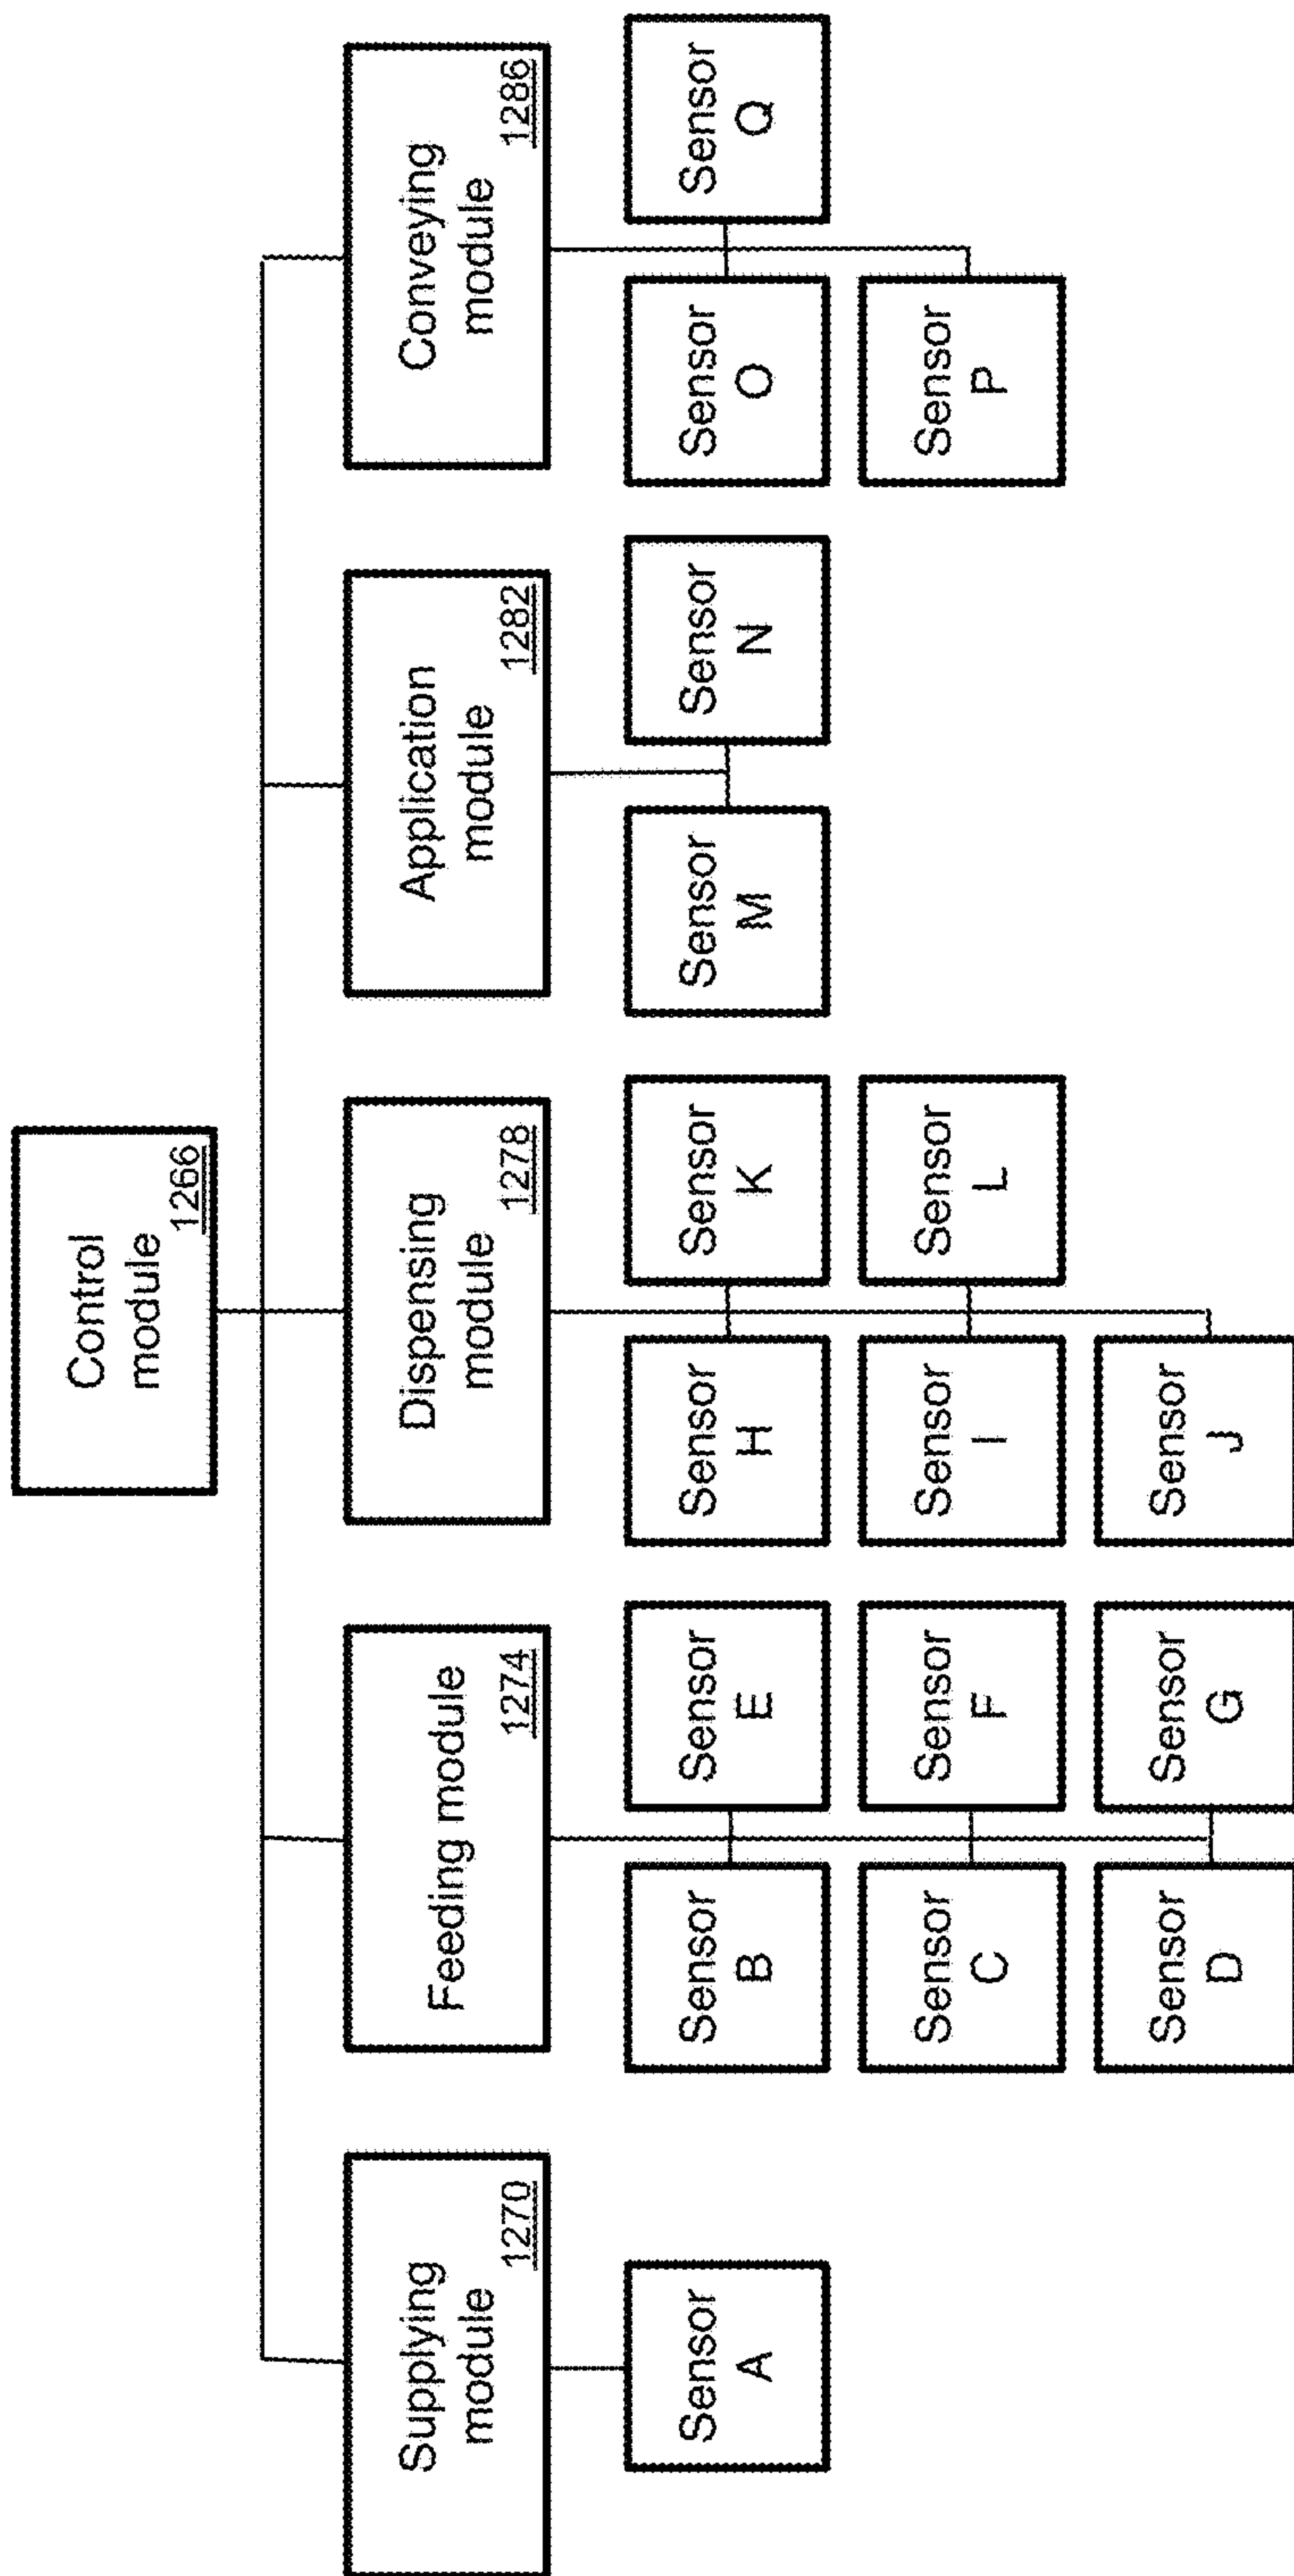 Control
module
1266
Supplying
module
1270
Feeding module
1274
Dispensing
module
1278
Application
module
1282
Conveying
module
1286
Sensor
A
Sensor
B
Sensor
E
Sensor
C
Sensor
F
Sensor
D
Sensor
G
Sensor
H
Sensor
K
Sensor
I
Sensor
L
Sensor
J
Sensor
M
Sensor
N
Sensor
O
Sensor
Q
Sensor
P